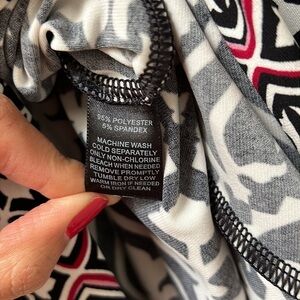 95% POLYESTER
5% SPANDEX
MACHINE WASH
COLD SEPARATELY
ONLY NON-CHLORINE
BLEACH WHEN NEEDED
REMOVE PROMPTLY
TUMBLE DRY LOW
WARM IRON IF NEEDED
OR DRY CLEAN